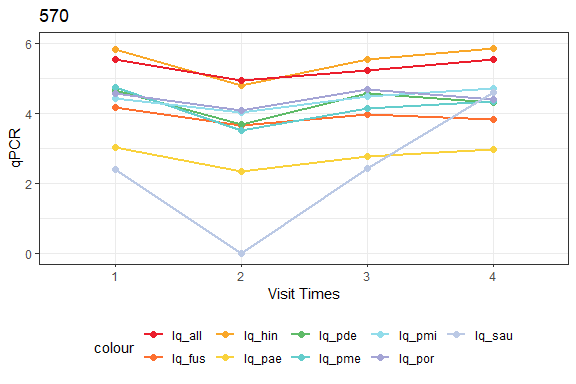 570
6
4
2
0
qPCR
1 2 3 4
Visit Times
colour
lq_all lq_hin lq_pde lq_pmi lq_sau
lq_fus lq_pae lq_pme lq_por